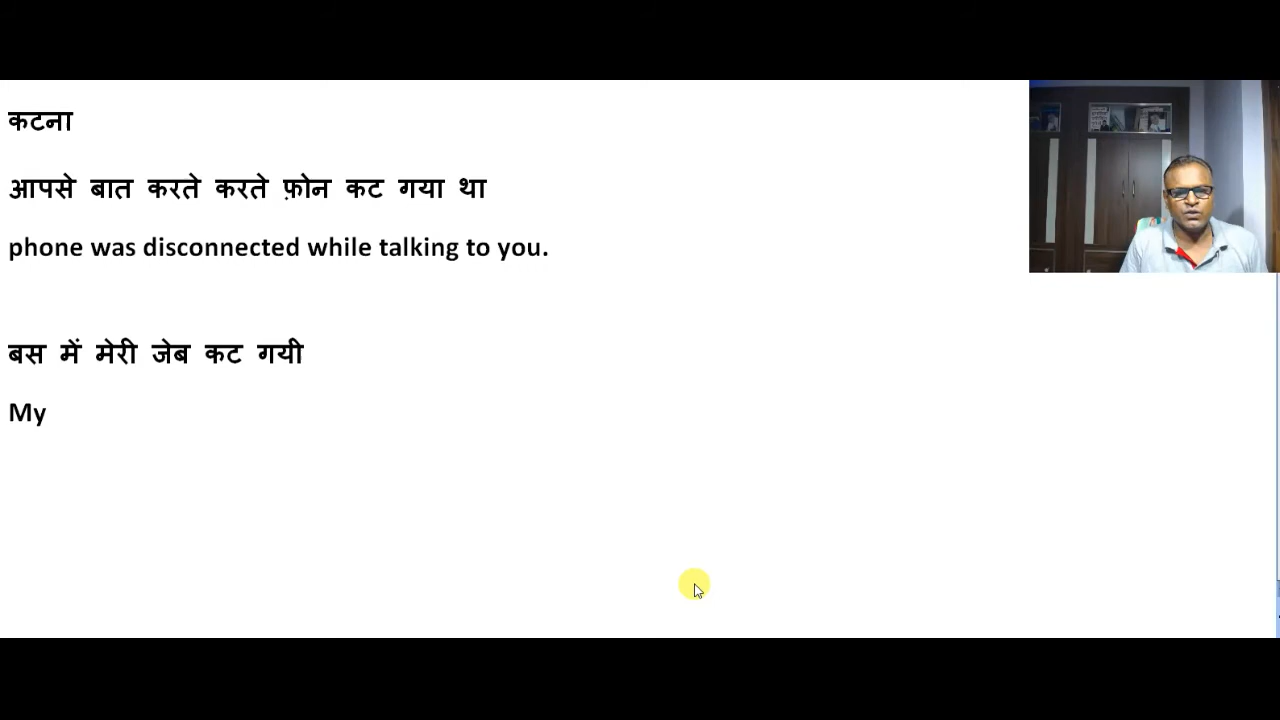 कटना
आपसे बात करते करते फ़ोन कट गया था
phone was disconnected while talking to you.
बस में मेरी जेब कट गयी
My